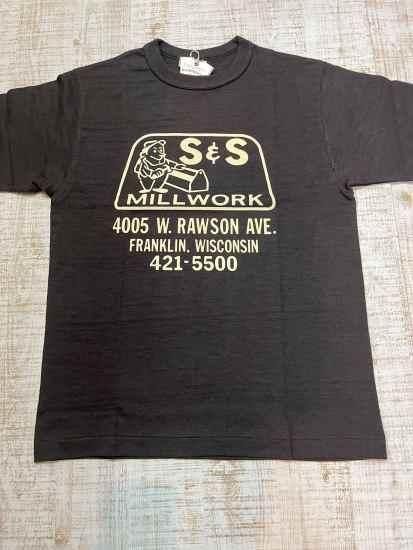 S & S
MILLWORK
4005 W. RAWSON AVE.
FRANKLIN, WISCONSIN
421-5500